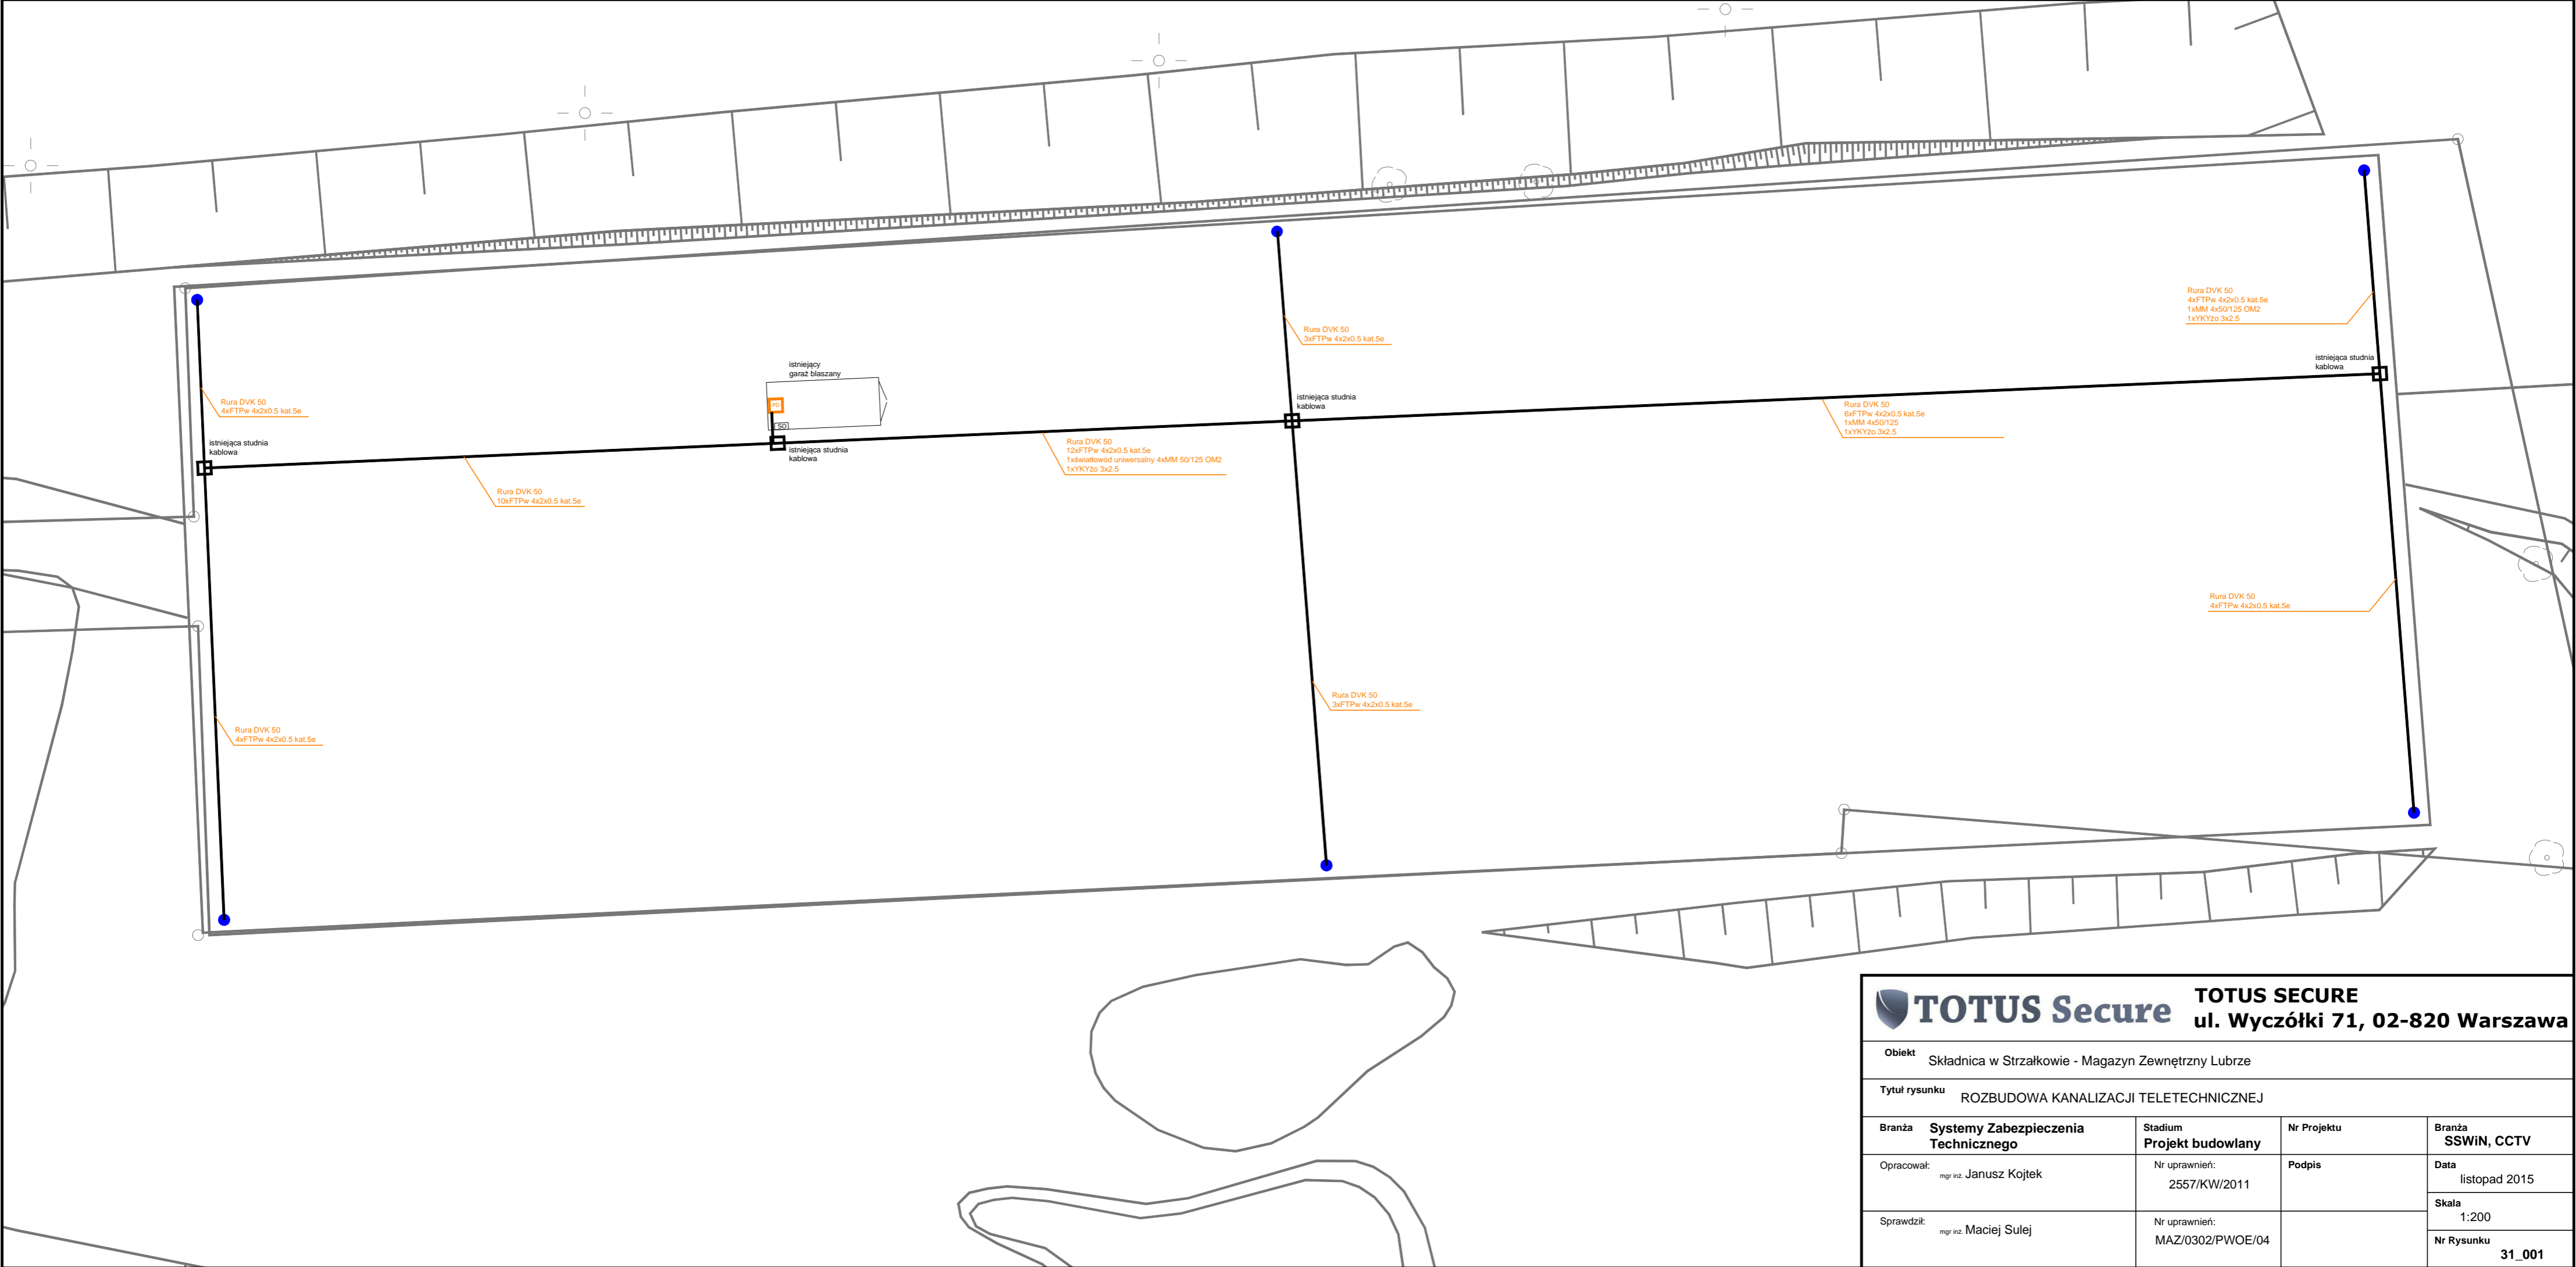 Rura DVK 50
4xFTPw 4x2x0.5 kat.5e
1xMM 4x50/125 OM2
1xYKYżo 3x2.5
Rura DVK 50
3xFTPw 4x2x0.5 kat.5e
istniejąca studnia
kablowa
istniejący
garaż blaszany
PD
SO
Rura DVK 50
4xFTPw 4x2x0.5 kat.5e
istniejąca studnia
kablowa
Rura DVK 50
6xFTPw 4x2x0.5 kat.5e
1xMM 4x50/125
1xYKYżo 3x2.5
istniejąca studnia
kablowa
istniejąca studnia
kablowa
Rura DVK 50
12xFTPw 4x2x0.5 kat.5e
1xświatłowód uniwersalny 4xMM 50/125 OM2
1xYKYżo 3x2.5
Rura DVK 50
10xFTPw 4x2x0.5 kat.5e
Rura DVK 50
4xFTPw 4x2x0.5 kat.5e
Rura DVK 50
3xFTPw 4x2x0.5 kat.5e
Rura DVK 50
4xFTPw 4x2x0.5 kat.5e
TOTUS Secure
TOTUS SECURE
ul. Wyczółki 71, 02-820 Warszawa
Obiekt Składnica w Strzałkowie - Magazyn Zewnętrzny Lubrze
Tytuł rysunku ROZBUDOWA KANALIZACJI TELETECHNICZNEJ
Branża Systemy Zabezpieczenia
Technicznego
Stadium
Projekt budowlany
Nr Projektu
Branża
SSWiN, CCTV
Opracował: mgr inż. Janusz Kojtek
Nr uprawnień:
2557/KW/2011
Podpis
Data
listopad 2015
Skala
1:200
Sprawdził: mgr inż. Maciej Sulej
Nr uprawnień:
MAZ/0302/PWOE/04
Nr Rysunku
31_001